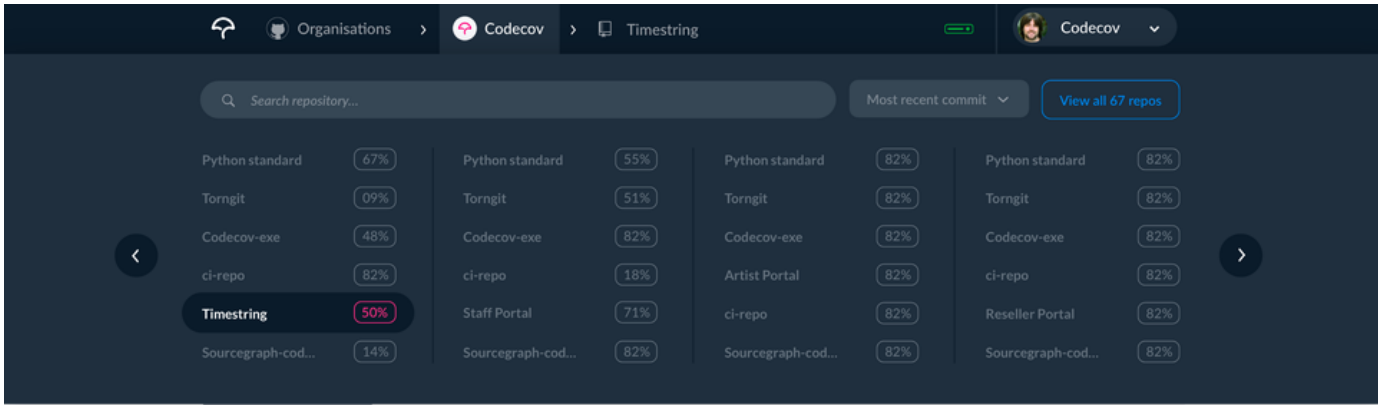 Organisations > Codecov > Timestring Codecov
Search repository... Most recent commit View all 67 repos
Python standard 67% Python standard 55% Python standard 82% Python standard 82%
Torngit 09% Torngit 51% Torngit 82% Torngit 82%
Codecov-exe 48% Codecov-exe 82% Codecov-exe 82% Codecov-exe 82%
ci-repo 82% ci-repo 18% Artist Portal 82% ci-repo 82%
Timestring 50% Staff Portal 71% ci-repo 82% Reseller Portal 82%
Sourcegraph-cod... 14% Sourcegraph-cod... 82% Sourcegraph-cod... 82% Sourcegraph-cod... 82%